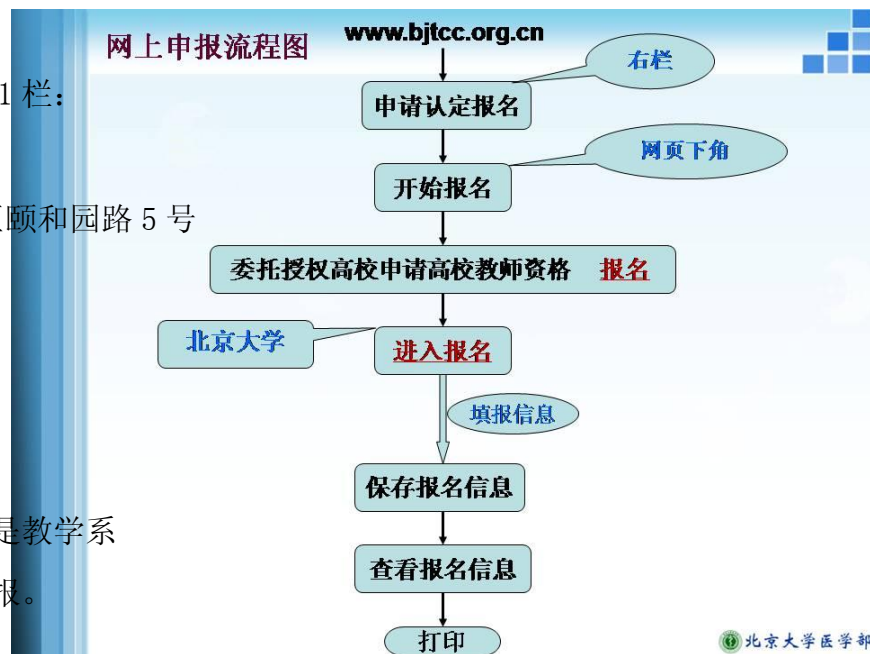 网上申报流程图
www.bjtcc.org.cn
右栏
1 栏：
申请认定报名
网页下角
开始报名
颐和园路 5 号
委托授权高校申请高校教师资格 报名
北京大学
进入报名
填报信息
保存报名信息
是教学系
查看报名信息
报。
打印
北京大学医学部